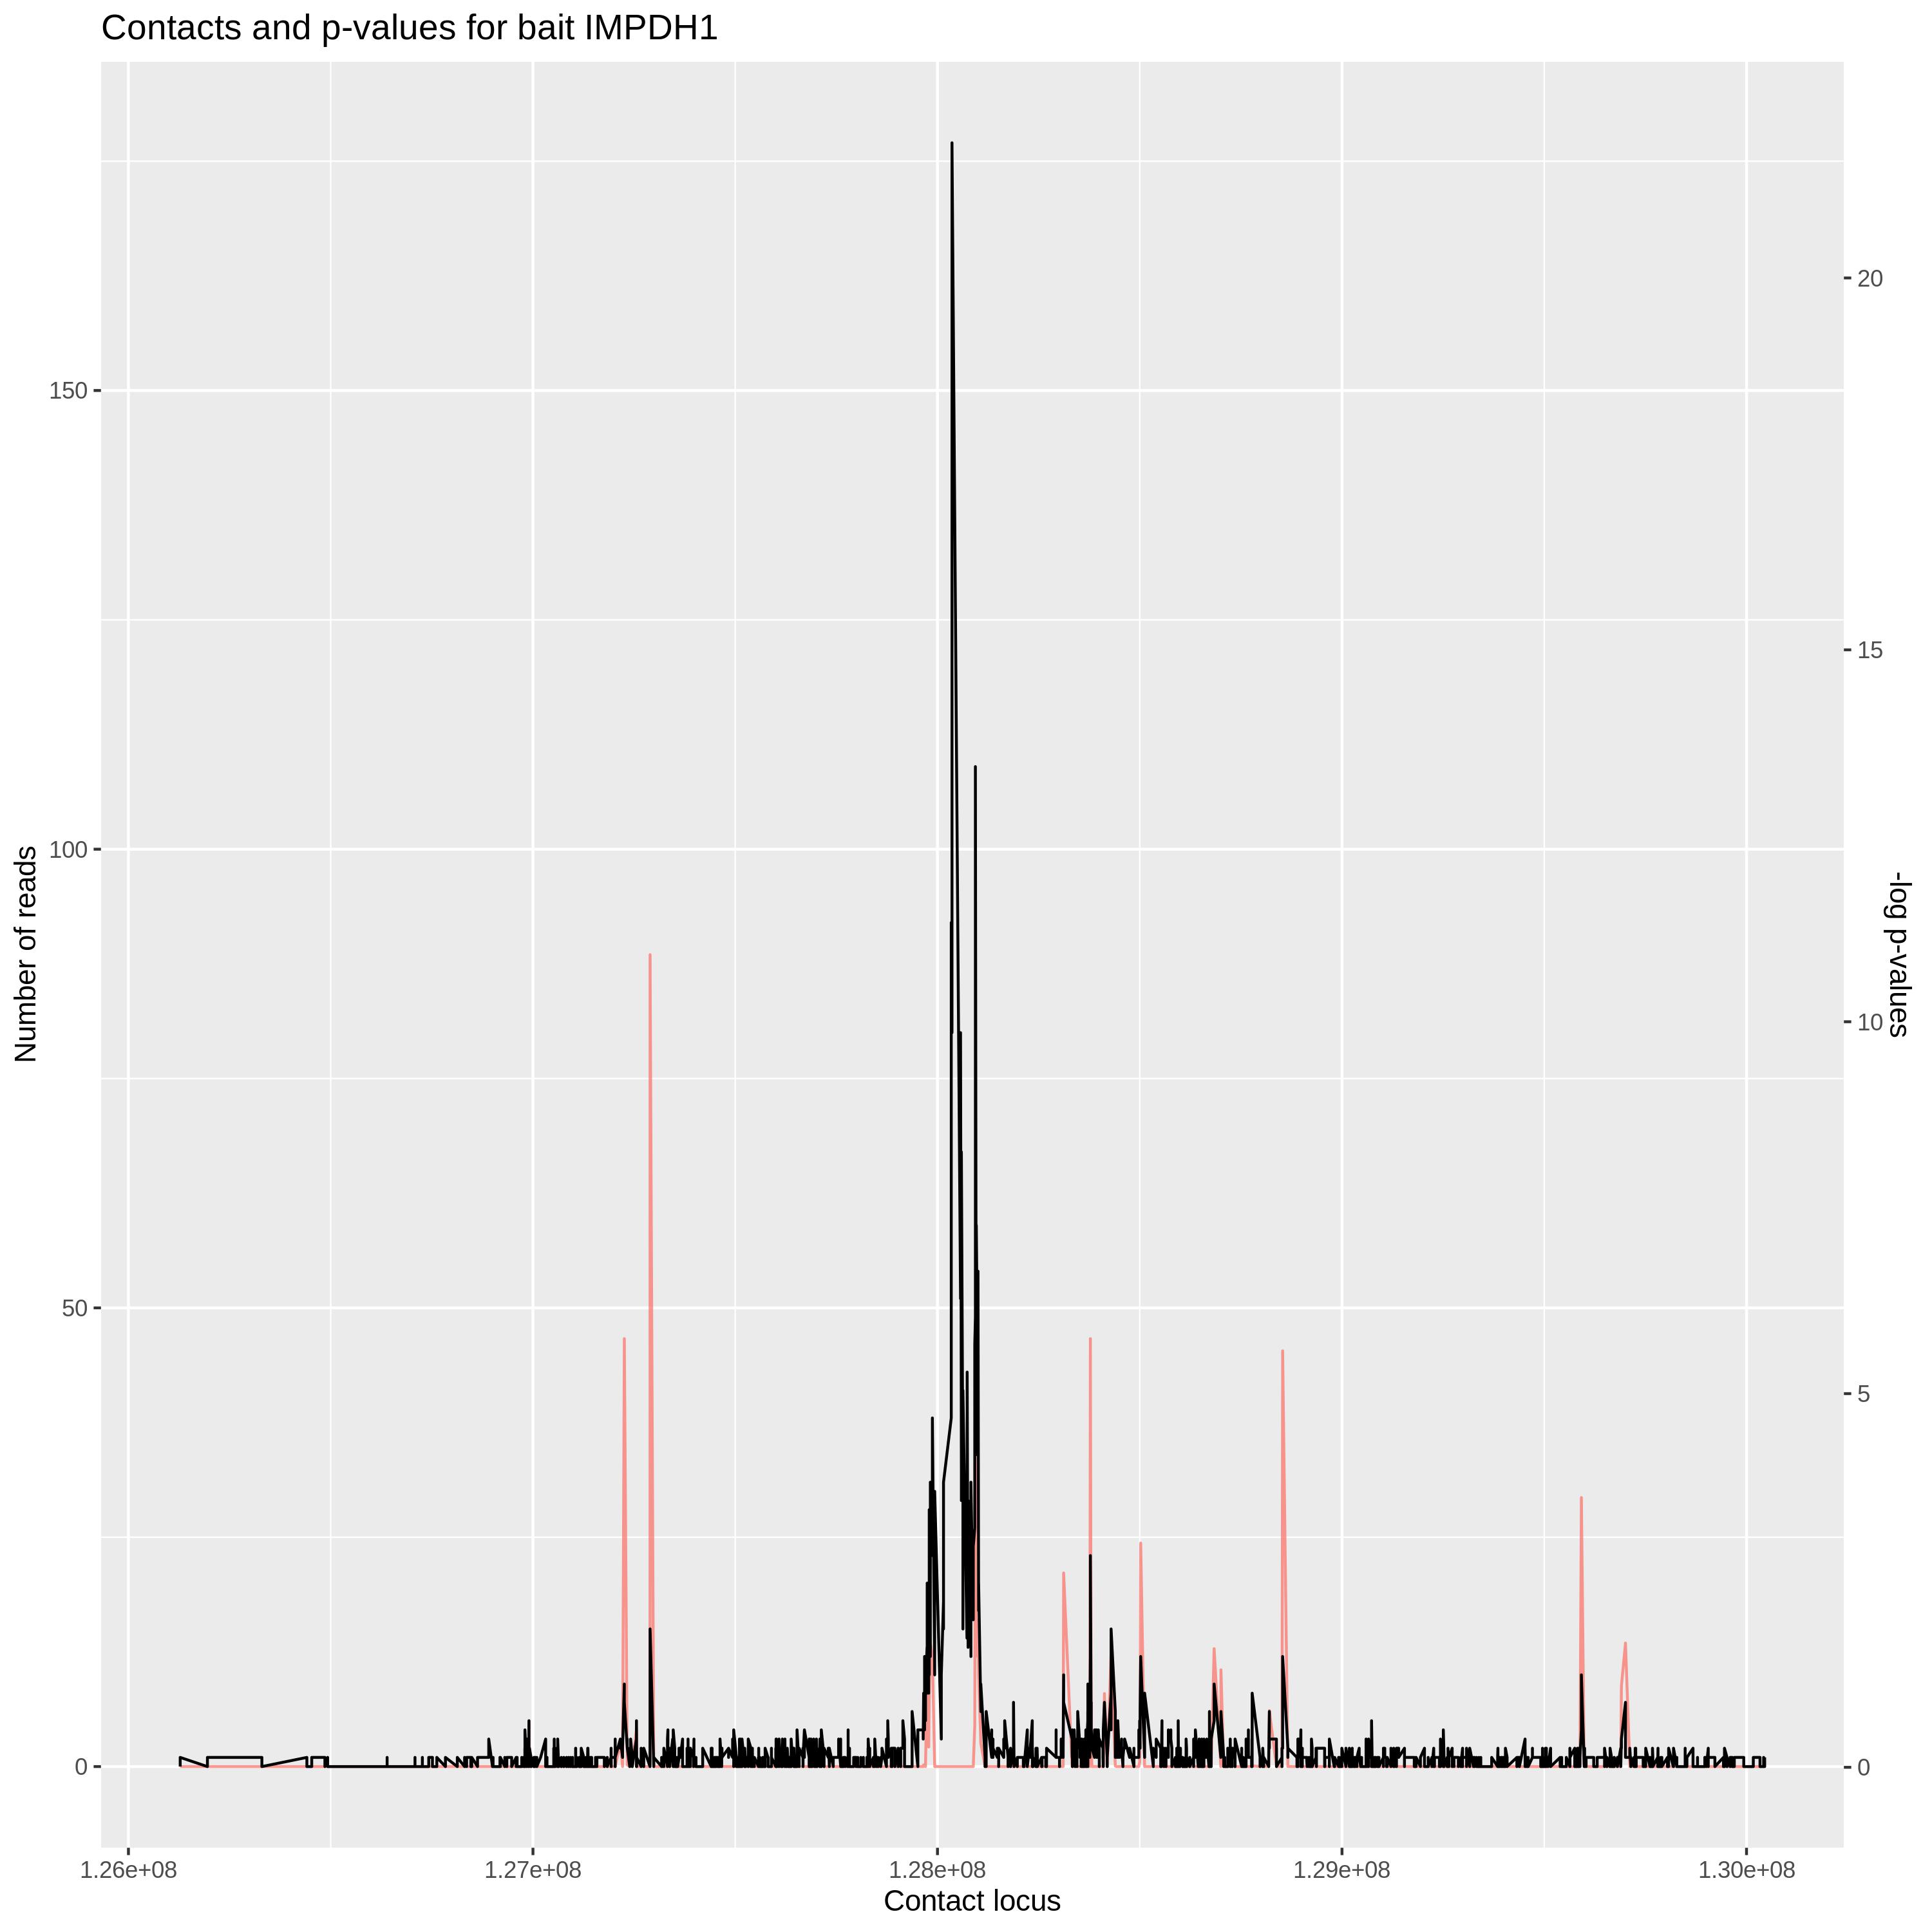 Contacts and p-values for bait IMPDH1
150
100
50
0
Number of reads
20
15
10
5
0
-log p-values
1.26e+08
1.27e+08
1.28e+08
1.29e+08
1.30e+08
Contact locus